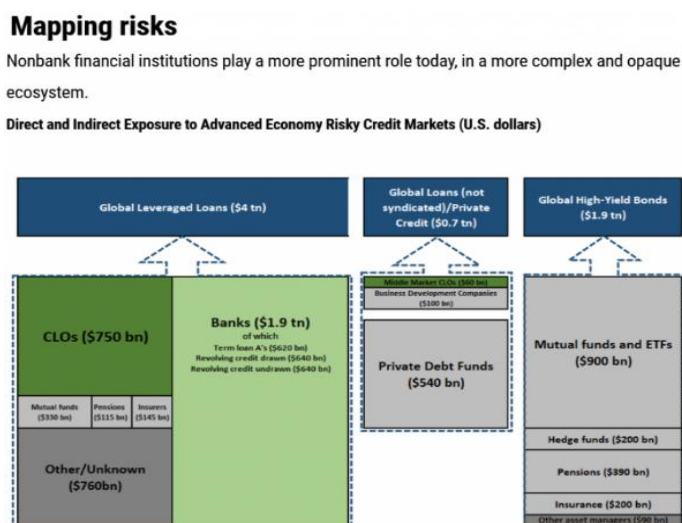 Mapping risks
Nonbank financial institutions play a more prominent role today, in a more complex and opaque
ecosystem.
Direct and Indirect Exposure to Advanced Economy Risky Credit Markets (U.S. dollars)
Global Leveraged Loans ($4 tn)
Global Loans (not
syndicated)/Private
Credit ($0.7 tn)
Global High-Yield Bonds
($1.9 tn)
CLOs ($750 bn)
Mutual funds
($330 bn)
Pensions
($115 bn)
Insurers
($145 bn)
Other/Unknown
($760bn)
Banks ($1.9 tn)
of which
Term loan A's ($620 bn)
Revolving credit drawn ($640 bn)
Revolving credit undrawn ($640 bn)
Middle Market CLOs ($60 bn)
Business Development Companies
($100 bn)
Private Debt Funds
($540 bn)
Mutual funds and ETFs
($900 bn)
Hedge funds ($200 bn)
Pensions ($390 bn)
Insurance ($200 bn)
Other asset managers ($90 bn)